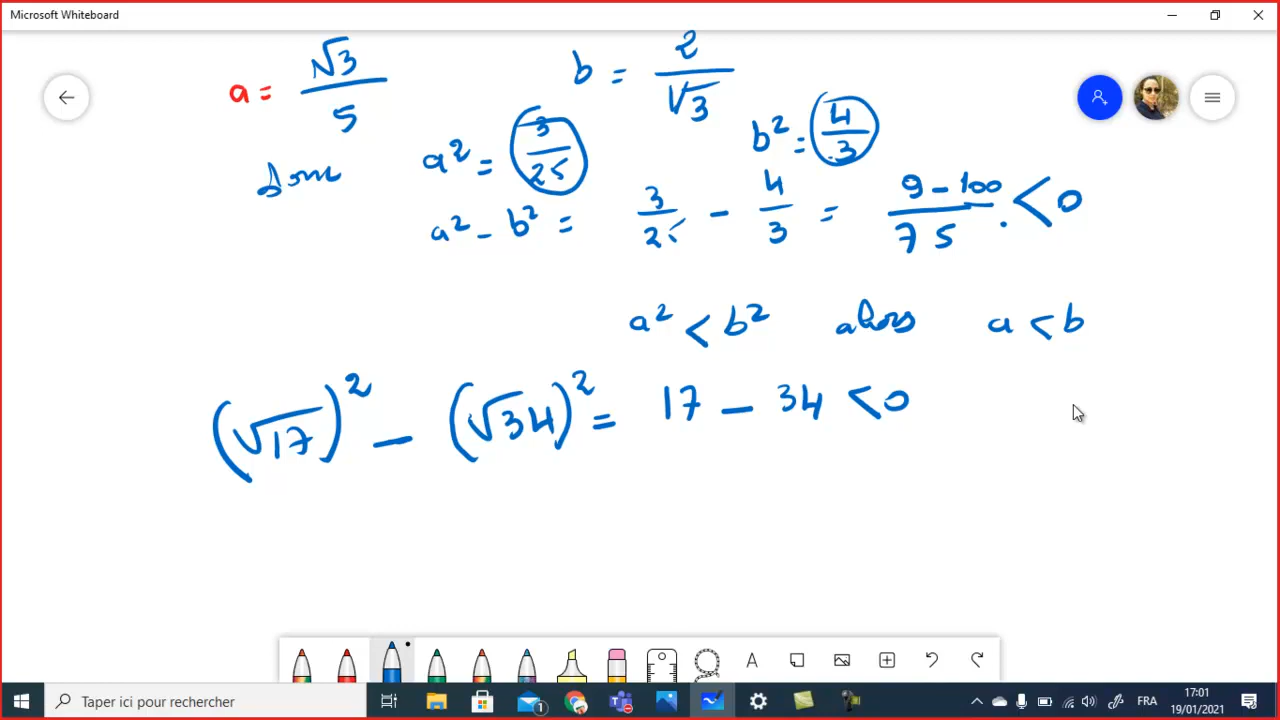 Microsoft Whiteboard
a = √3/5 b = 2/√3
donc a² = 3/25 b² = 4/3
a² - b² = 3/25 - 4/3 = 9 - 100/75 . < 0
a² < b² alors a < b
(√17)² - (√34)² = 17 - 34 < 0
A
Taper ici pour rechercher 1 FRA 17:01
19/01/2021